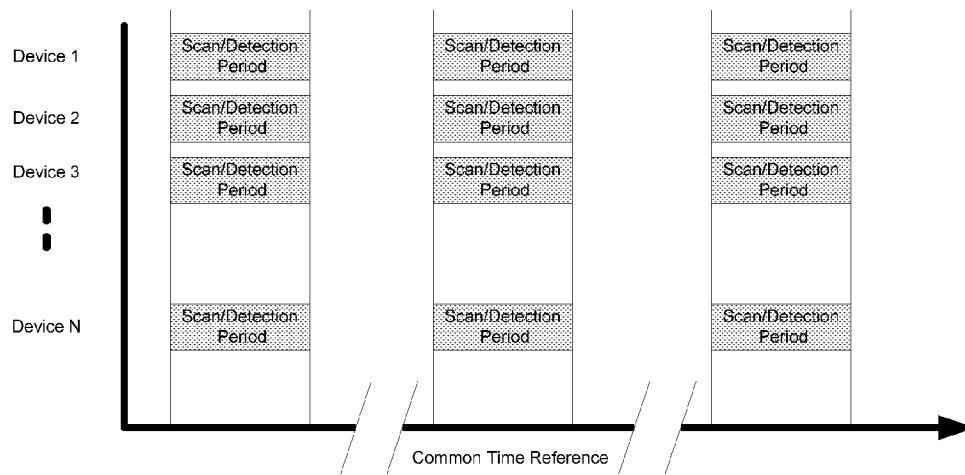 Device 1
Scan/Detection
Period
Scan/Detection
Period
Scan/Detection
Period
Device 2
Scan/Detection
Period
Scan/Detection
Period
Scan/Detection
Period
Device 3
Scan/Detection
Period
Scan/Detection
Period
Scan/Detection
Period
Device N
Scan/Detection
Period
Scan/Detection
Period
Scan/Detection
Period
Common Time Reference